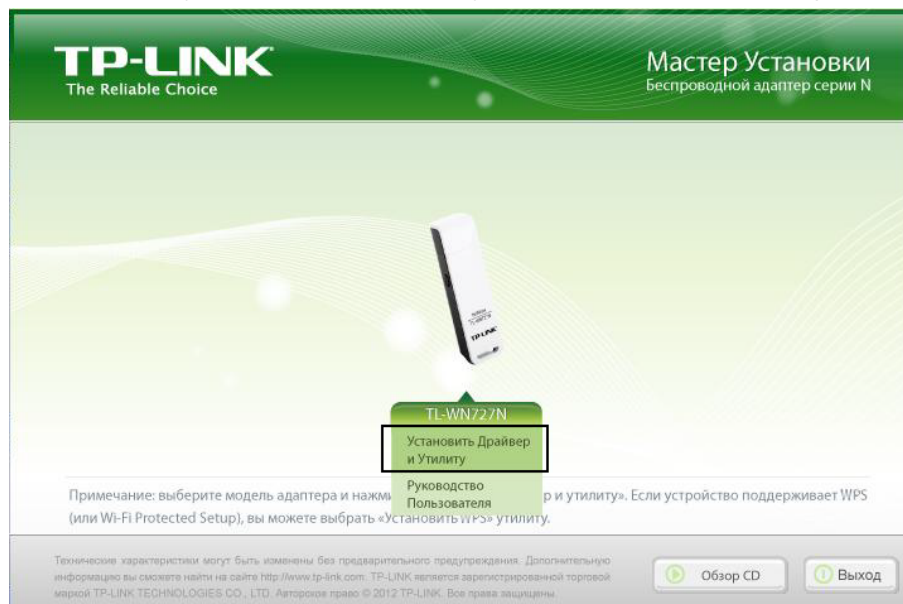 TP-LINK
The Reliable Choice
Мастер Установки
Беспроводной адаптер серии N
TP-LINK
TL-WN727N
Установить Драйвер
и Утилиту
Руководство
Пользователя
Примечание: выберите модель адаптера и нажми р и утилиту». Если устройство поддерживает WPS
(или Wi-Fi Protected Setup), вы можете выбрать «Установить WPS» утилиту.
Технические характеристики могут быть изменены без предварительного предупреждения. Дополнительную
информацию вы сможете найти на сайте http://www.tp-link.com. TP-LINK является зарегистрированной торговой
маркой TP-LINK TECHNOLOGIES CO., LTD. Авторское право © 2012 TP-LINK. Все права защищены.
Обзор CD
Выход